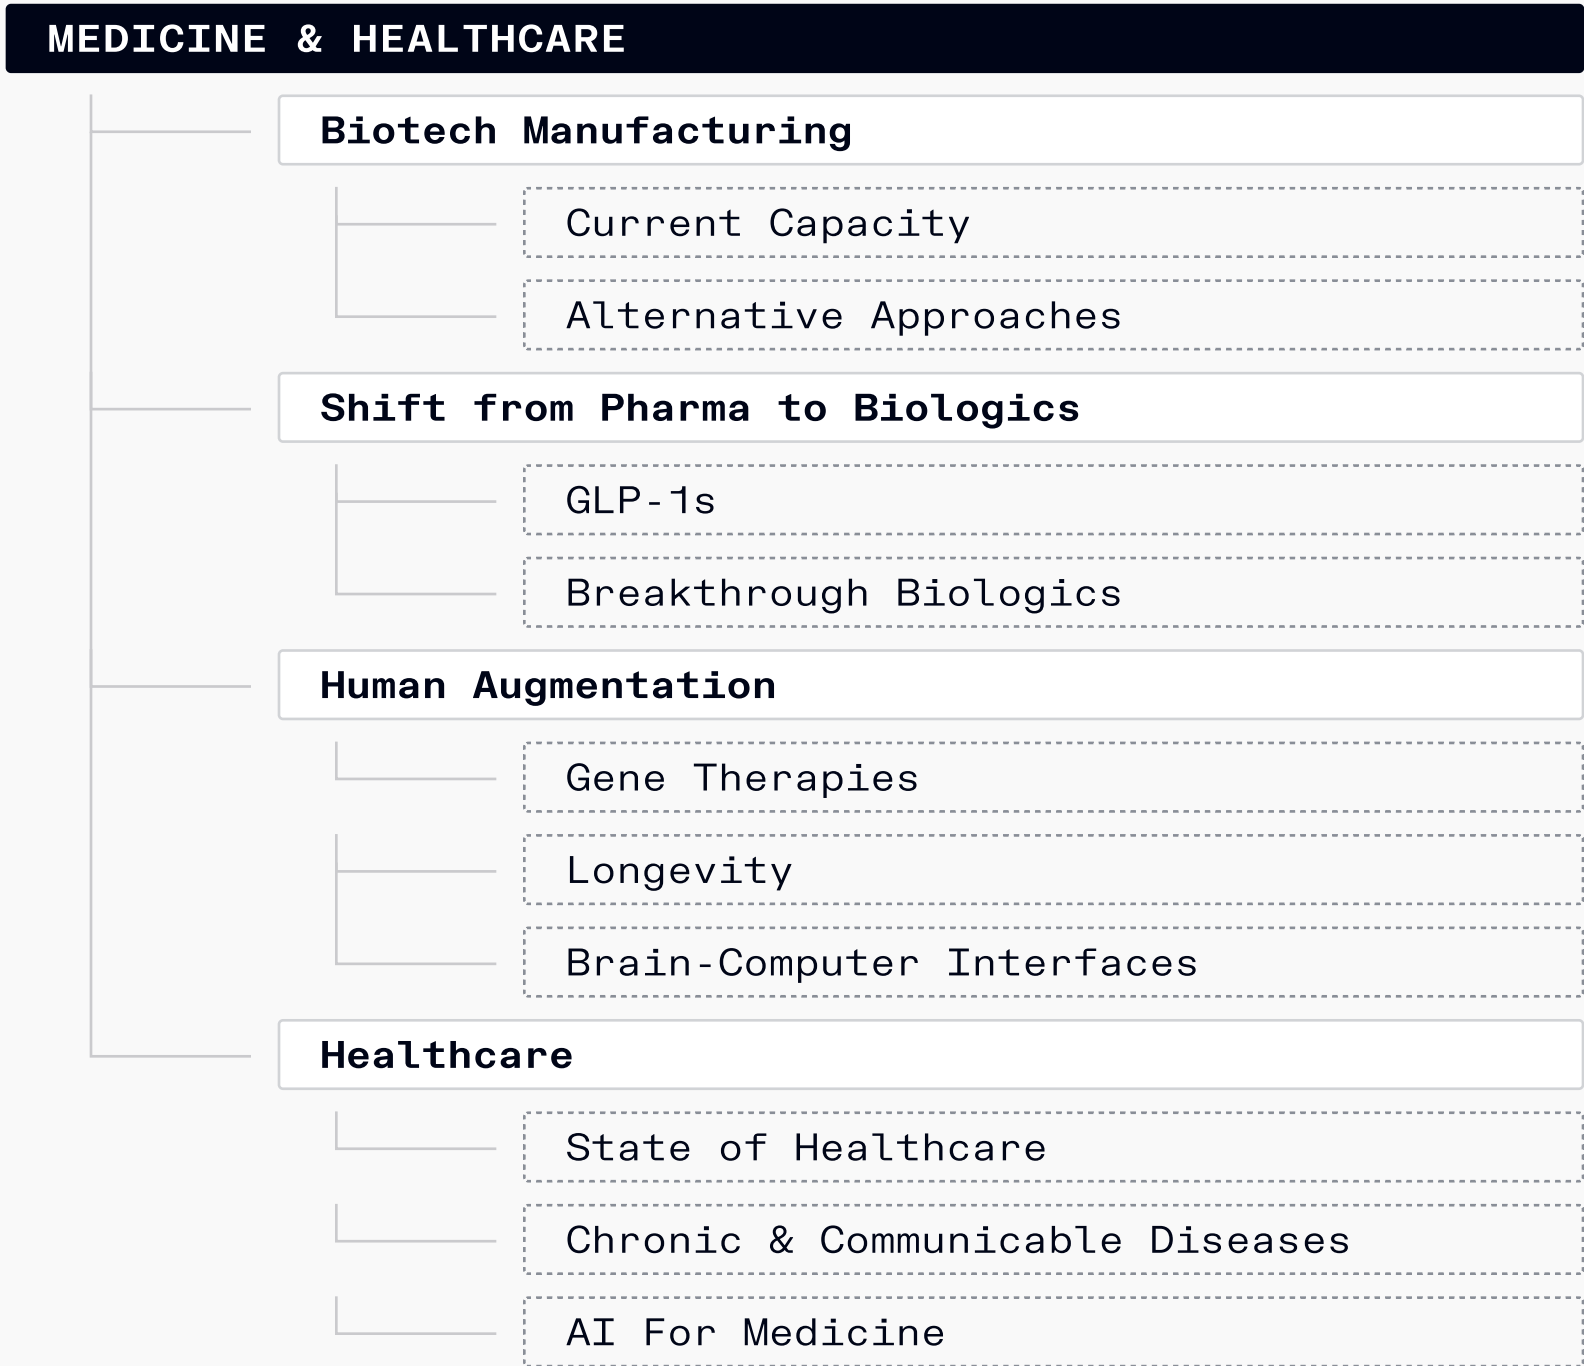 MEDICINE & HEALTHCARE
Biotech Manufacturing
Current Capacity
Alternative Approaches
Shift from Pharma to Biologics
GLP-1s
Breakthrough Biologics
Human Augmentation
Gene Therapies
Longevity
Brain-Computer Interfaces
Healthcare
State of Healthcare
Chronic & Communicable Diseases
AI For Medicine